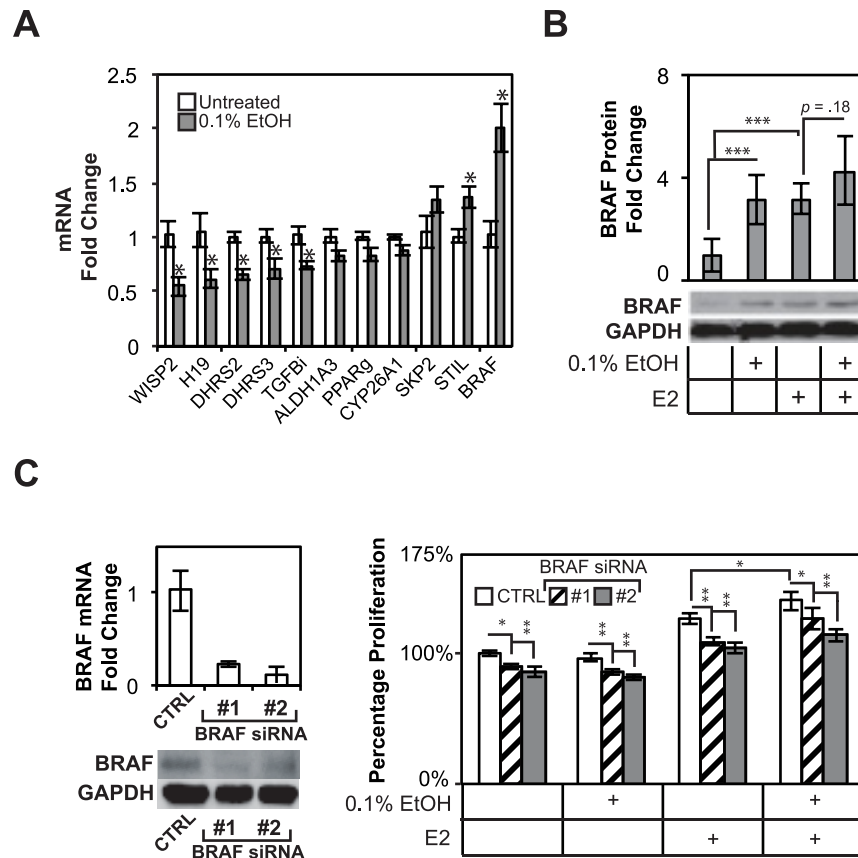 A
mRNA
Fold Change
2.5
2
1.5
1
0.5
0
Untreated
0.1% EtOH
*
*
*
*
*
*
*
WISP2
H19
DHRS2
DHRS3
TGFBi
ALDH1A3
PPARg
CYP26A1
SKP2
STIL
BRAF
B
BRAF Protein
Fold Change
8
4
0
***
***
p = .18
BRAF
GAPDH
0.1% EtOH + +
E2 + +
C
BRAF mRNA
Fold Change
1
0
CTRL #1 #2
BRAF siRNA
BRAF
GAPDH
CTRL #1 #2
BRAF siRNA
Percentage Proliferation
175%
100%
0%
BRAF siRNA
CTRL #1 #2
*
**
**
**
**
**
*
*
**
0.1% EtOH + +
E2 + +